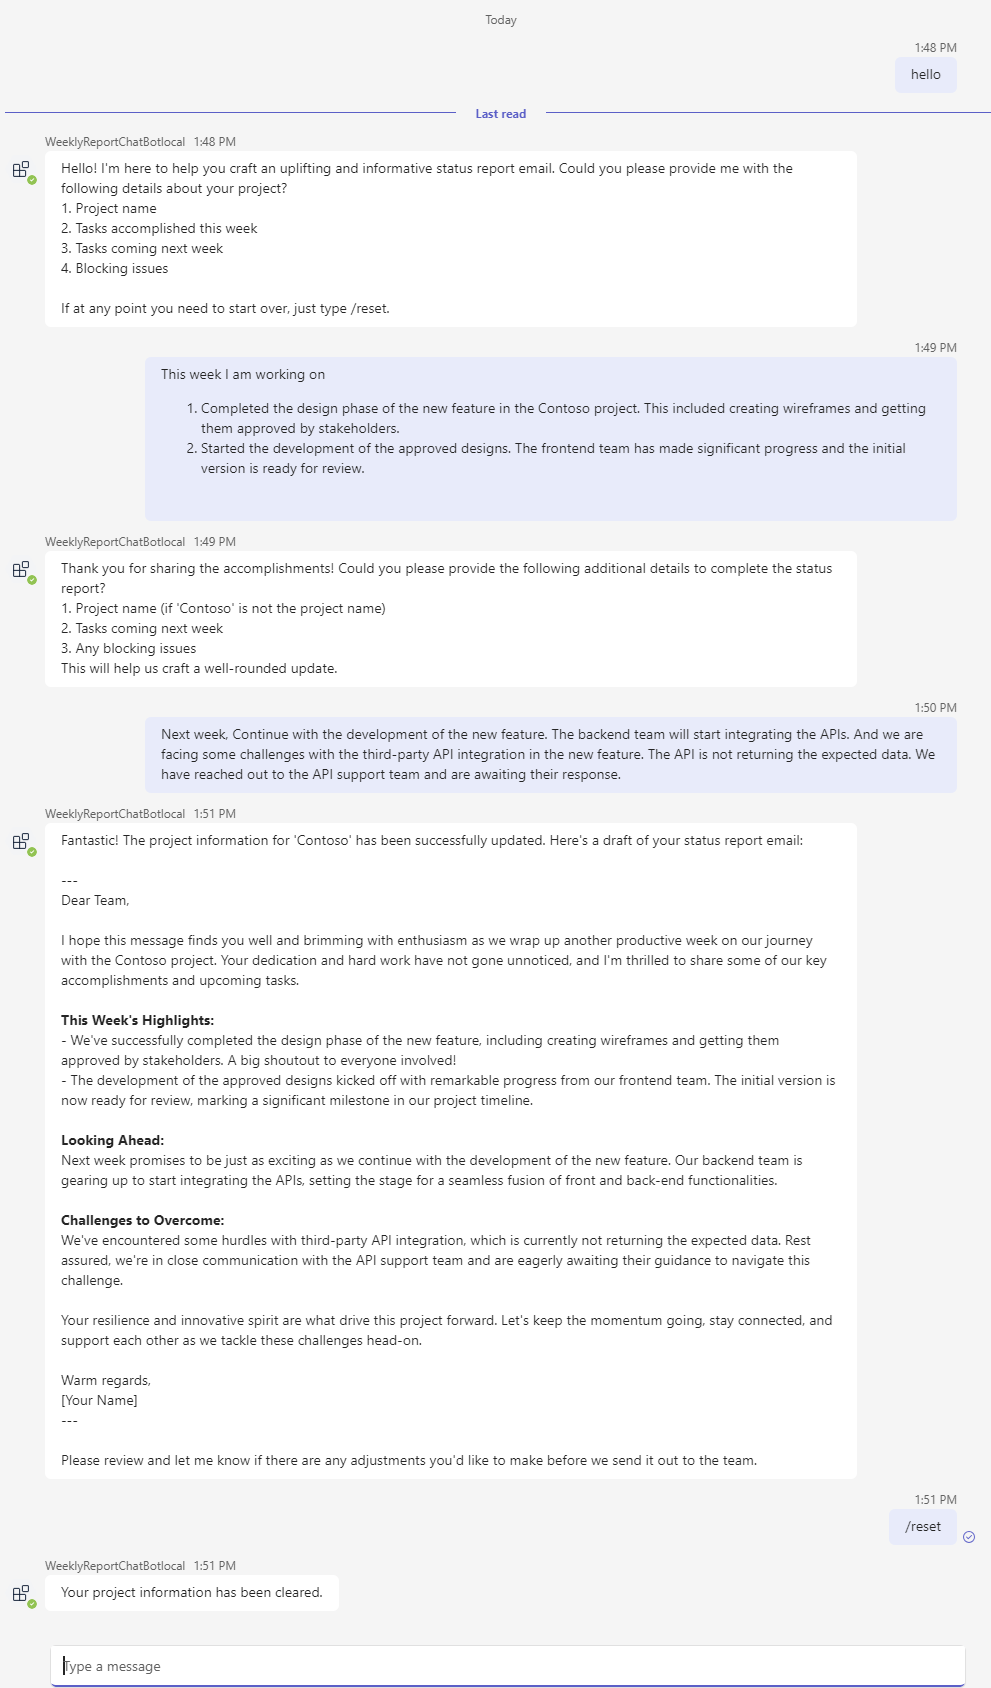 Today
1:48 PM
hello
Last read
WeeklyReportChatBotlocal 1:48 PM
Hello! I'm here to help you craft an uplifting and informative status report email. Could you please provide me with the
following details about your project?
1. Project name
2. Tasks accomplished this week
3. Tasks coming next week
4. Blocking issues
If at any point you need to start over, just type /reset.
1:49 PM
This week I am working on
1. Completed the design phase of the new feature in the Contoso project. This included creating wireframes and getting
them approved by stakeholders.
2. Started the development of the approved designs. The frontend team has made significant progress and the initial
version is ready for review.
WeeklyReportChatBotlocal 1:49 PM
Thank you for sharing the accomplishments! Could you please provide the following additional details to complete the status
report?
1. Project name (if 'Contoso' is not the project name)
2. Tasks coming next week
3. Any blocking issues
This will help us craft a well-rounded update.
1:50 PM
Next week, Continue with the development of the new feature. The backend team will start integrating the APIs. And we are
facing some challenges with the third-party API integration in the new feature. The API is not returning the expected data. We
have reached out to the API support team and are awaiting their response.
WeeklyReportChatBotlocal 1:51 PM
Fantastic! The project information for 'Contoso' has been successfully updated. Here's a draft of your status report email:
---
Dear Team,
I hope this message finds you well and brimming with enthusiasm as we wrap up another productive week on our journey
with the Contoso project. Your dedication and hard work have not gone unnoticed, and I'm thrilled to share some of our key
accomplishments and upcoming tasks.
This Week's Highlights:
- We've successfully completed the design phase of the new feature, including creating wireframes and getting them
approved by stakeholders. A big shoutout to everyone involved!
- The development of the approved designs kicked off with remarkable progress from our frontend team. The initial version is
now ready for review, marking a significant milestone in our project timeline.
Looking Ahead:
Next week promises to be just as exciting as we continue with the development of the new feature. Our backend team is
gearing up to start integrating the APIs, setting the stage for a seamless fusion of front and back-end functionalities.
Challenges to Overcome:
We've encountered some hurdles with third-party API integration, which is currently not returning the expected data. Rest
assured, we're in close communication with the API support team and are eagerly awaiting their guidance to navigate this
challenge.
Your resilience and innovative spirit are what drive this project forward. Let's keep the momentum going, stay connected, and
support each other as we tackle these challenges head-on.
Warm regards,
[Your Name]
---
Please review and let me know if there are any adjustments you'd like to make before we send it out to the team.
1:51 PM
/reset
WeeklyReportChatBotlocal 1:51 PM
Your project information has been cleared.
Type a message